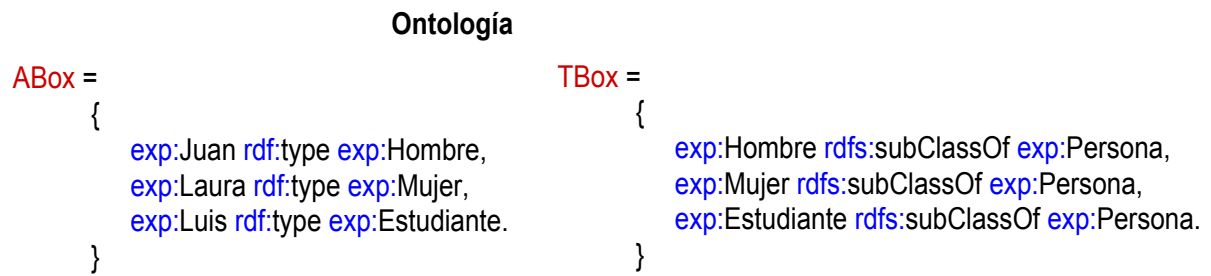 Ontología
ABox =
{
exp:Juan rdf:type exp:Hombre,
exp:Laura rdf:type exp:Mujer,
exp:Luis rdf:type exp:Estudiante.
}
TBox =
{
exp:Hombre rdfs:subClassOf exp:Persona,
exp:Mujer rdfs:subClassOf exp:Persona,
exp:Estudiante rdfs:subClassOf exp:Persona.
}